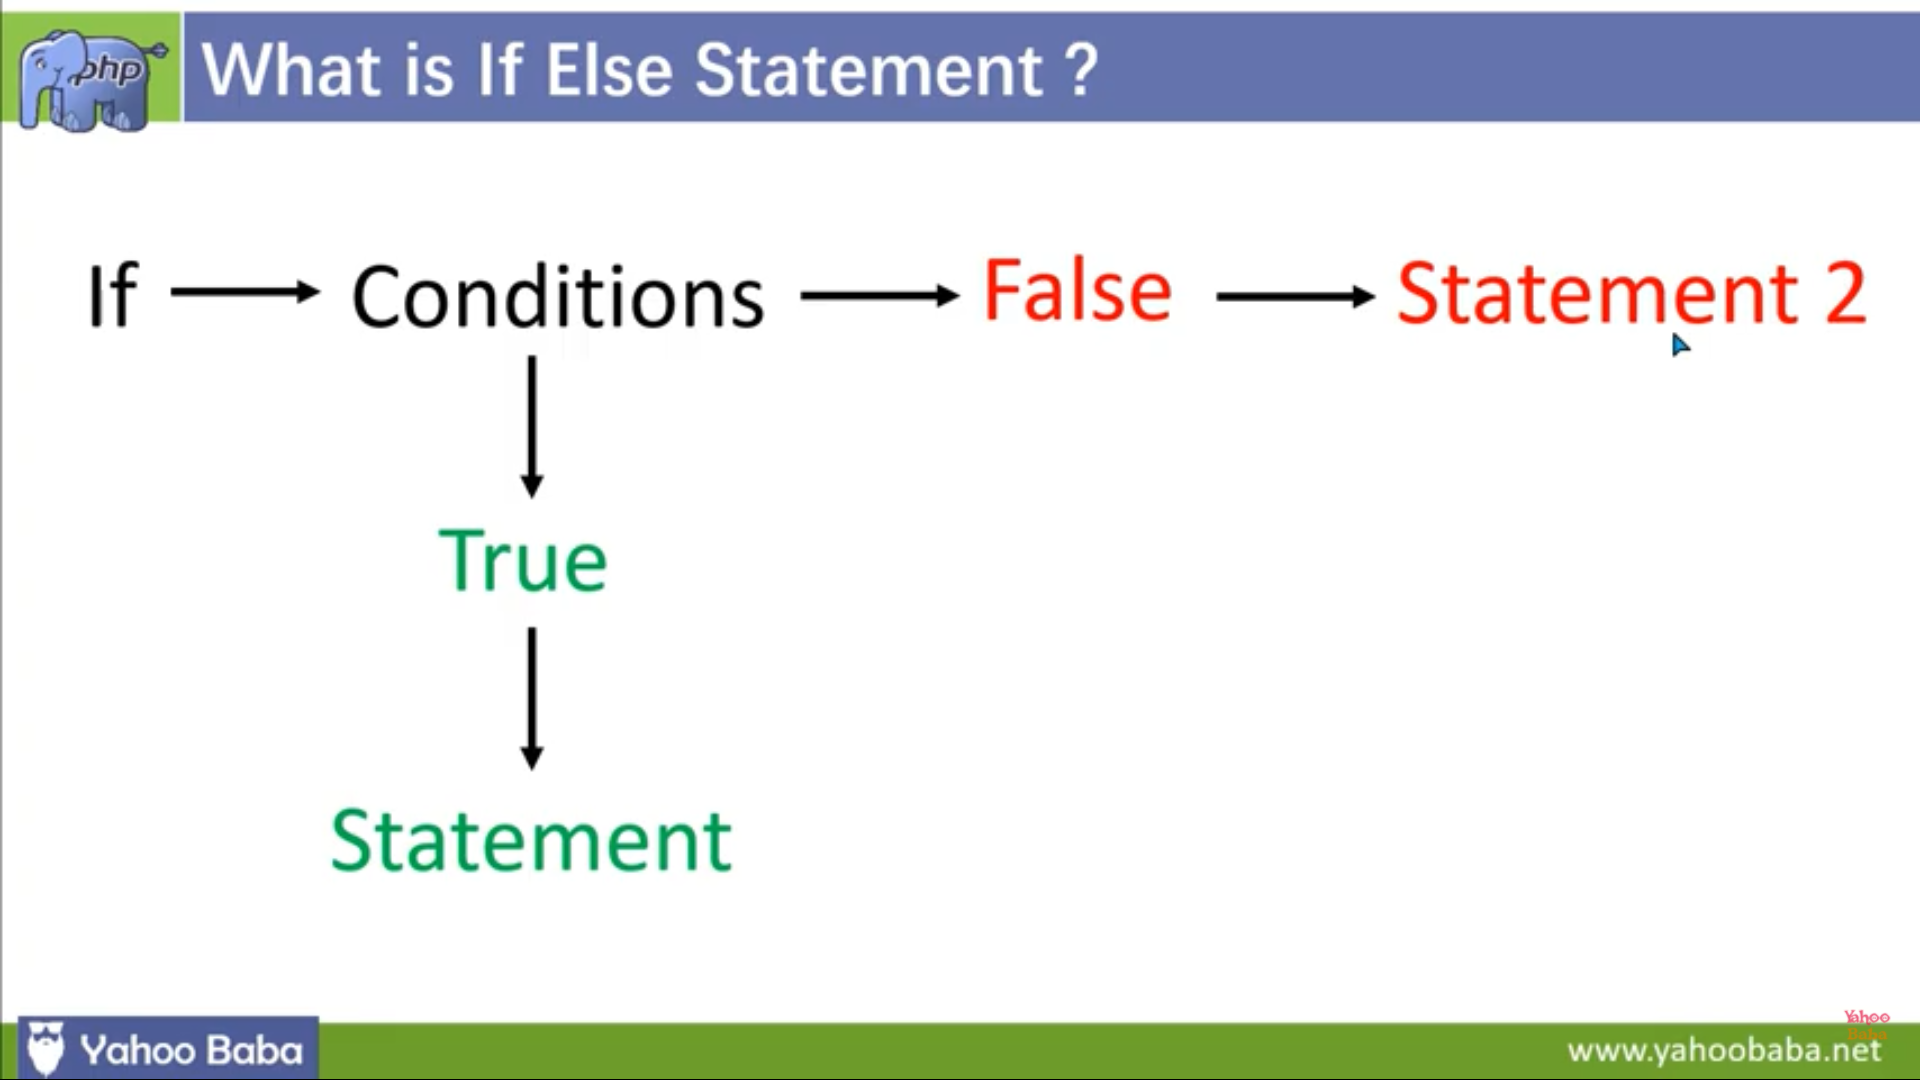 php
What is If Else Statement ?
If Conditions False Statement 2
True
Statement
Yahoo
Baba
Yahoo Baba
www.yahoobaba.net